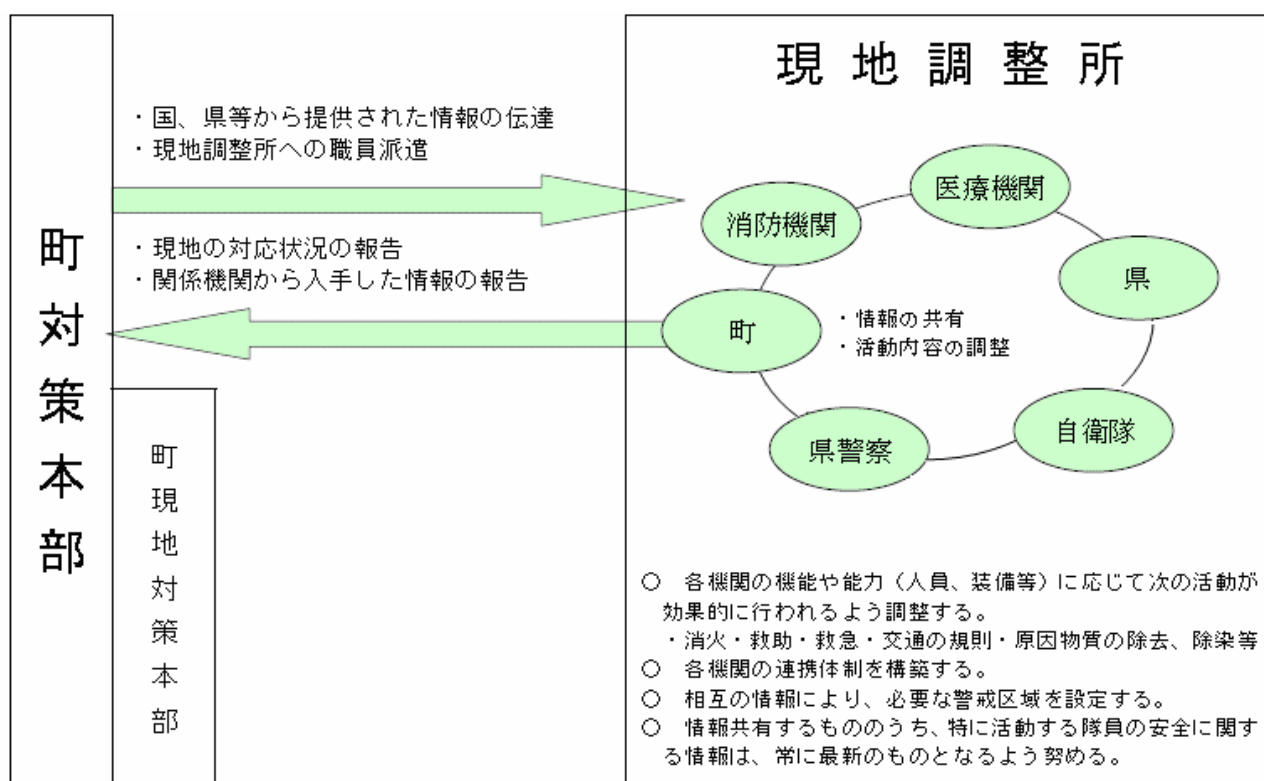 町対策本部
町現地対策本部
・国、県等から提供された情報の伝達
・現地調整所への職員派遣
・現地の対応状況の報告
・関係機関から入手した情報の報告
現地調整所
医療機関
消防機関
県
町
・情報の共有
・活動内容の調整
自衛隊
県警察
○ 各機関の機能や能力（人員、装備等）に応じて次の活動が
効果的に行われるよう調整する。
・消火・救助・救急・交通の規則・原因物質の除去、除染等
○ 各機関の連携体制を構築する。
○ 相互の情報により、必要な警戒区域を設定する。
○ 情報共有するもののうち、特に活動する隊員の安全に関す
る情報は、常に最新のものとなるよう努める。